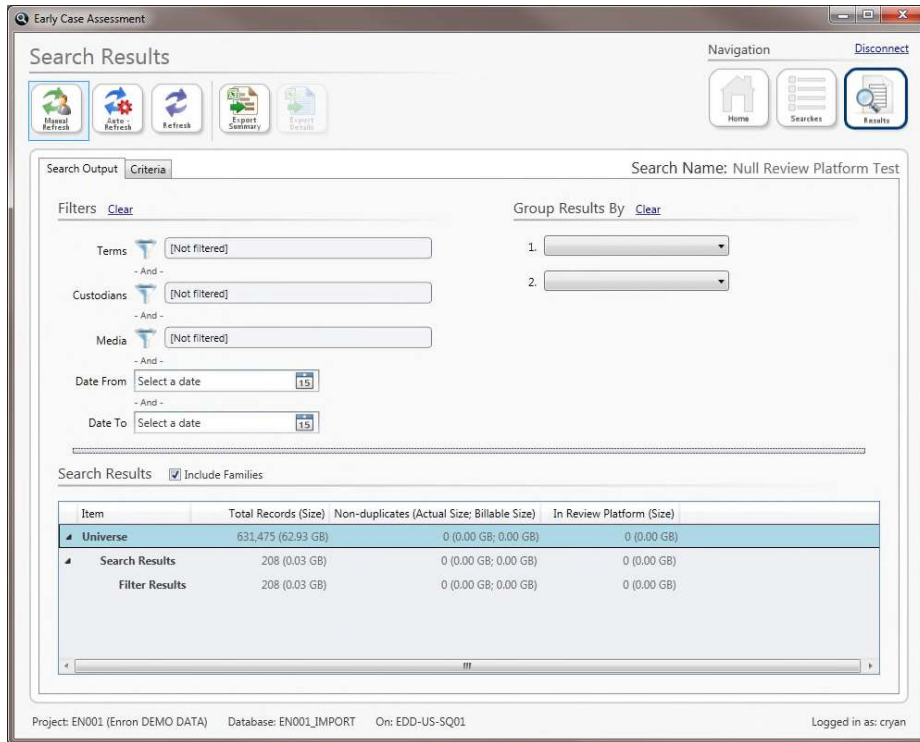 Early Case Assessment
Search Results
Navigation
Disconnect
Manual Refresh
Auto - Refresh
Refresh
Export Summary
Export Details
Home
Searches
Results
Search Output
Criteria
Search Name: Null Review Platform Test
Filters Clear
Group Results By Clear
Terms [Not filtered]
1.
- And -
Custodians [Not filtered]
2.
- And -
Media [Not filtered]
- And -
Date From Select a date 15
- And -
Date To Select a date 15
Search Results Include Families
Item Total Records (Size) Non-duplicates (Actual Size; Billable Size) In Review Platform (Size)
Universe 631,475 (62.93 GB) 0 (0.00 GB; 0.00 GB) 0 (0.00 GB)
Search Results 208 (0.03 GB) 0 (0.00 GB; 0.00 GB) 0 (0.00 GB)
Filter Results 208 (0.03 GB) 0 (0.00 GB; 0.00 GB) 0 (0.00 GB)
Project: EN001 (Enron DEMO DATA) Database: EN001_IMPORT On: EDD-US-SQ01 Logged in as: cryan